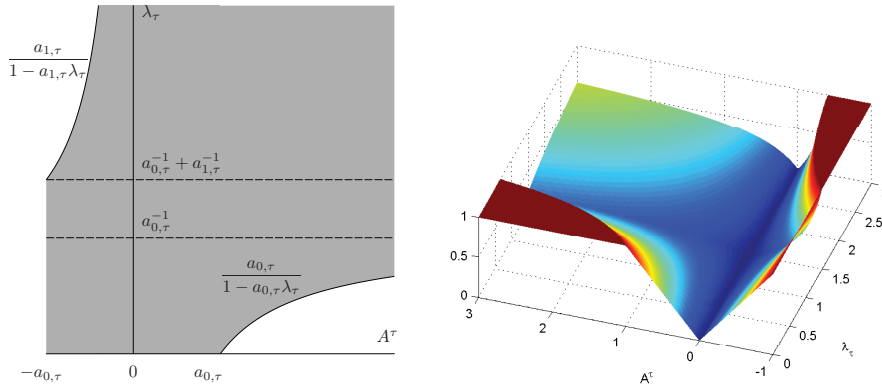 λ_τ
a_{1,τ} / (1 − a_{1,τ}λ_τ)
a_{0,τ}^{-1} + a_{1,τ}^{-1}
a_{0,τ}^{-1}
a_{0,τ} / (1 − a_{0,τ}λ_τ)
A^τ
−a_{0,τ} 0 a_{0,τ}
1
0.5
0
3
2
1
0
-1
A^τ
0
0.5
1
1.5
2
2.5
λ_τ